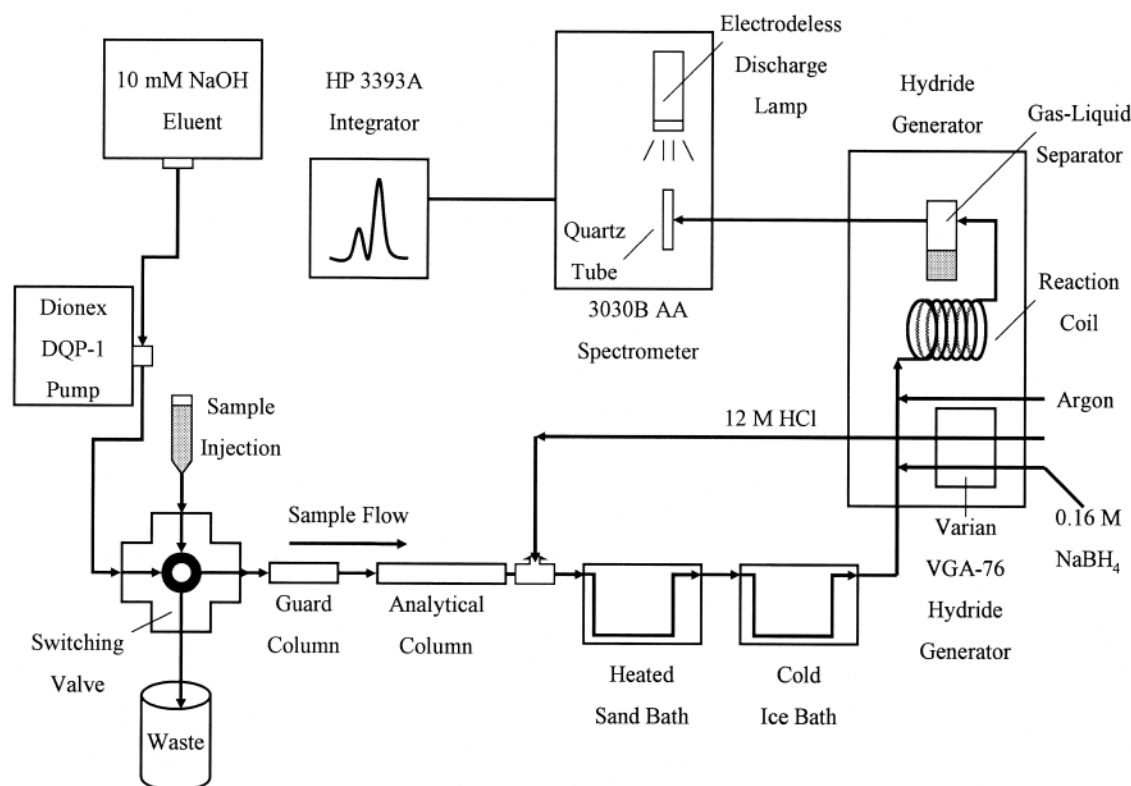 10 mM NaOH
Eluent
HP 3393A
Integrator
Electrodeless
Discharge
Lamp
Hydride
Generator
Gas-Liquid
Separator
Quartz
Tube
3030B AA
Spectrometer
Reaction
Coil
Dionex
DQP-1
Pump
Sample
Injection
Argon
12 M HCl
0.16 M
NaBH4
Varian
VGA-76
Hydride
Generator
Sample Flow
Guard
Column
Analytical
Column
Switching
Valve
Heated
Sand Bath
Cold
Ice Bath
Waste